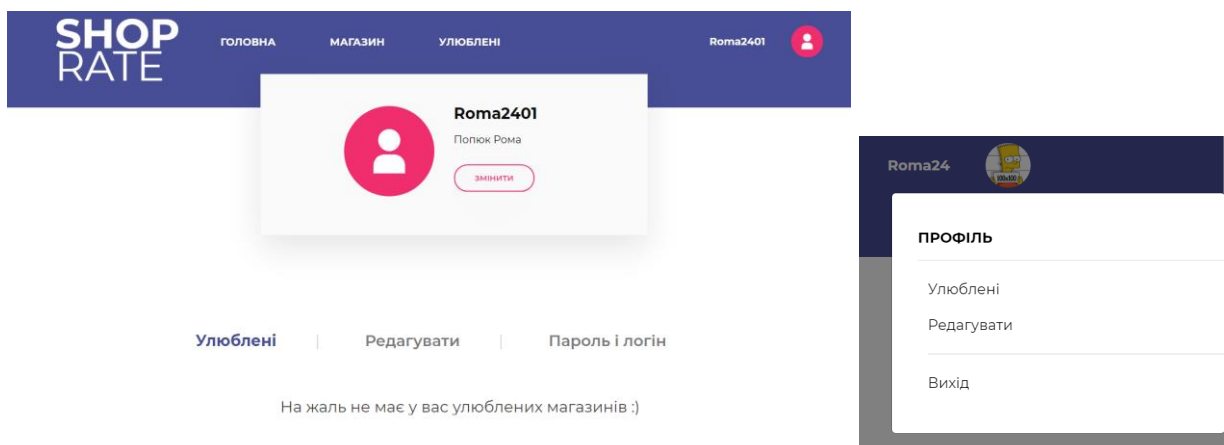 SHOP
RATE
ГОЛОВНА МАГАЗИН УЛЮБЛЕНІ Roma2401
Roma2401
Попюк Рома
ЗМІНИТИ
Улюблені | Редагувати | Пароль і логін
На жаль не має у вас улюблених магазинів :)
Roma24
100x100
ПРОФІЛЬ
Улюблені
Редагувати
Вихід